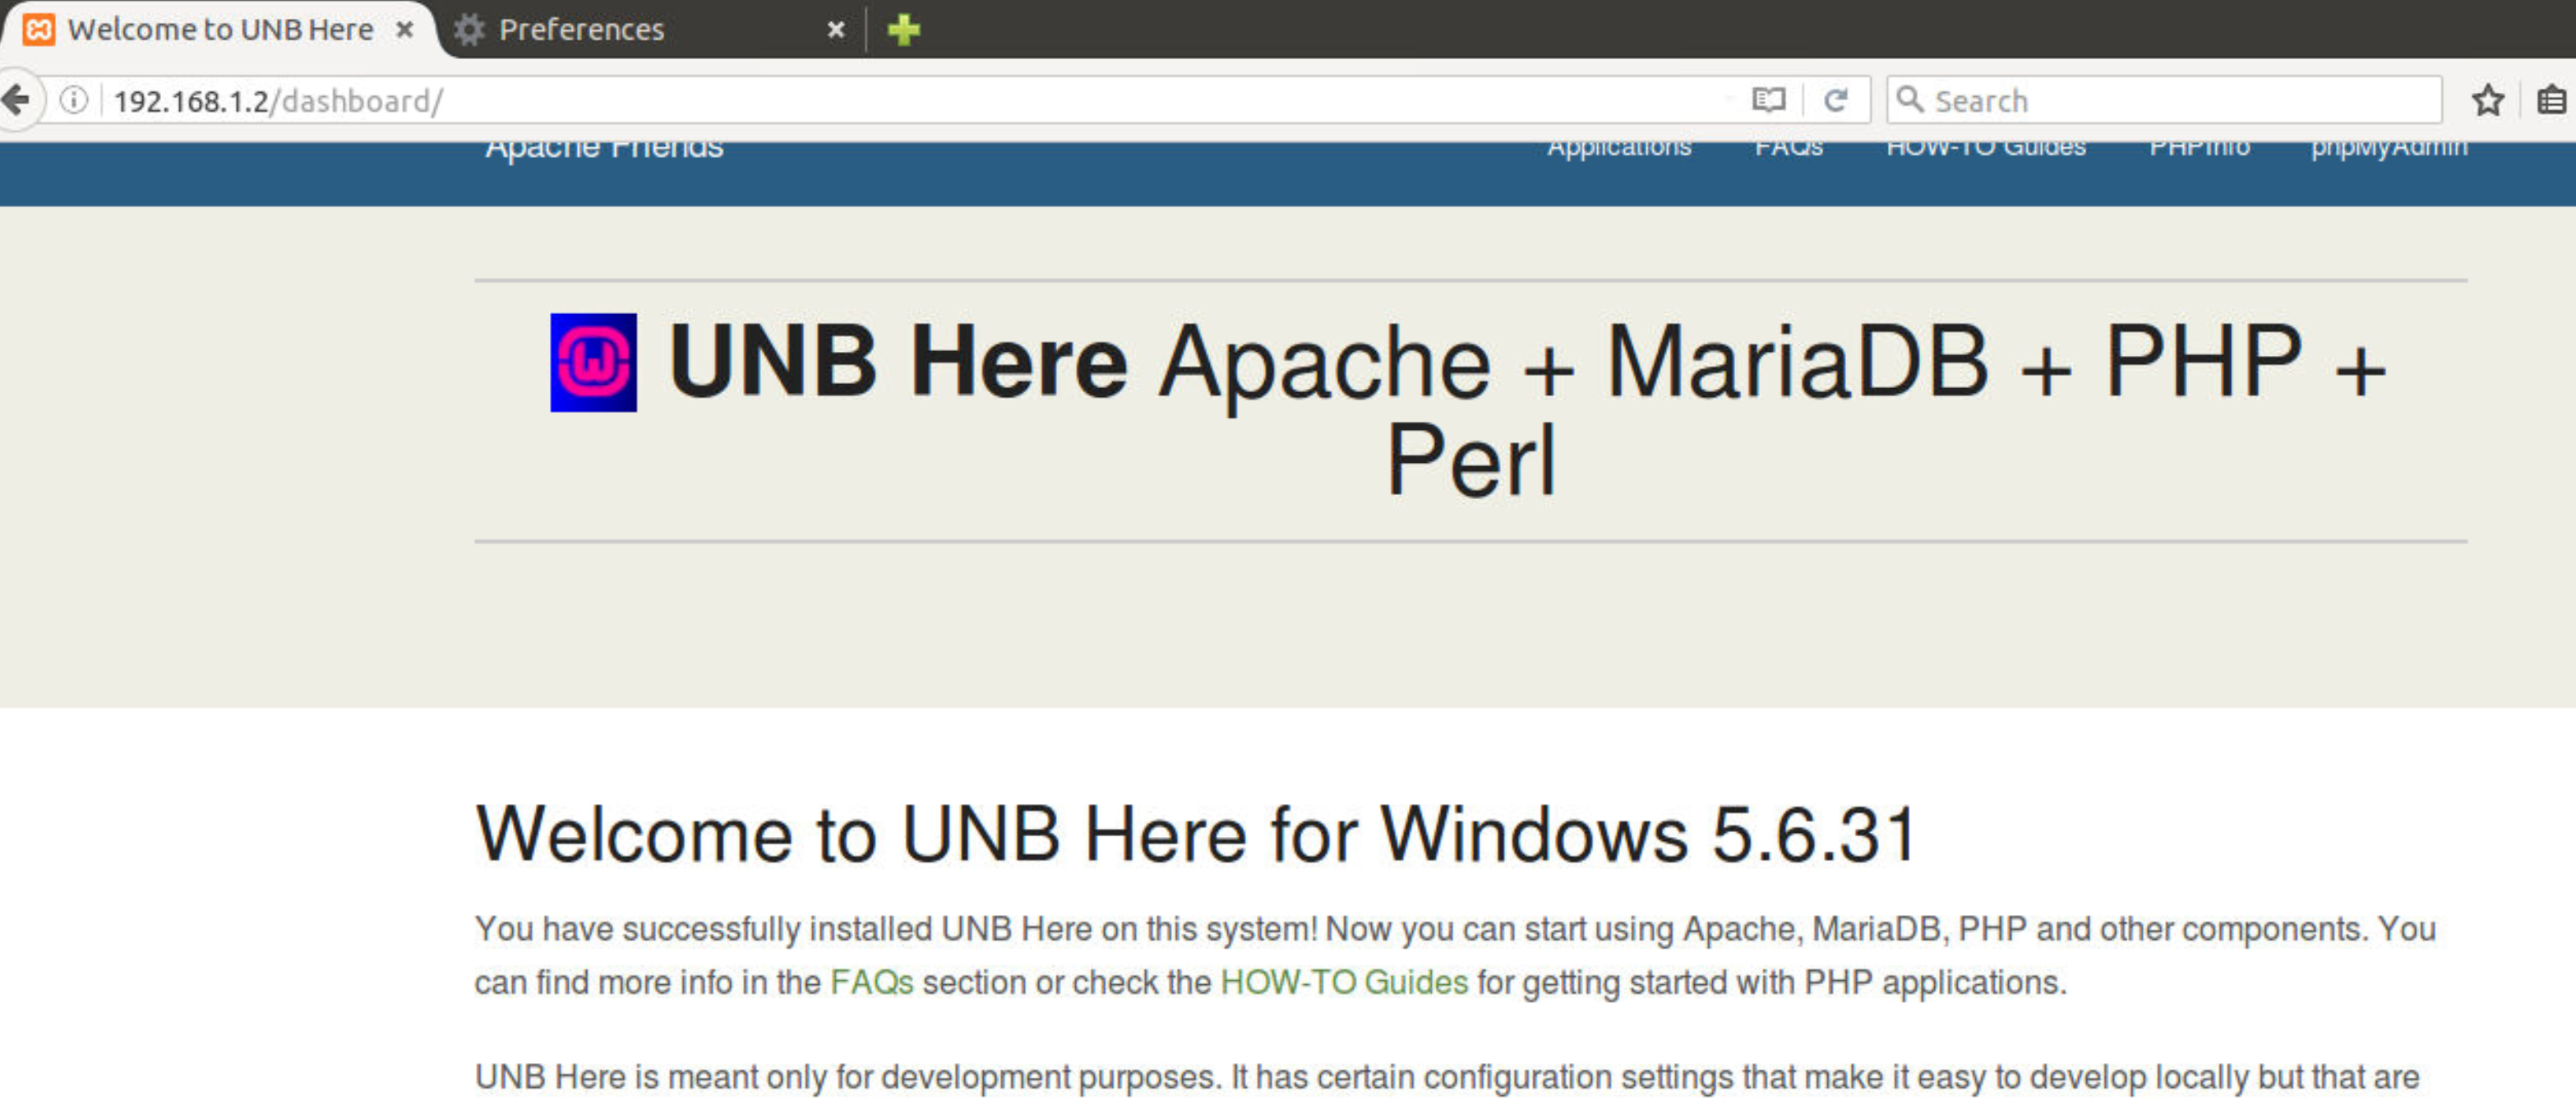 Welcome to UNB Here
Preferences
192.168.1.2/dashboard/
Search
Apache Friends
Applications FAQs HOW-TO Guides PHPInfo phpMyAdmin
UNB Here Apache + MariaDB + PHP +
Perl
Welcome to UNB Here for Windows 5.6.31
You have successfully installed UNB Here on this system! Now you can start using Apache, MariaDB, PHP and other components. You
can find more info in the FAQs section or check the HOW-TO Guides for getting started with PHP applications.
UNB Here is meant only for development purposes. It has certain configuration settings that make it easy to develop locally but that are